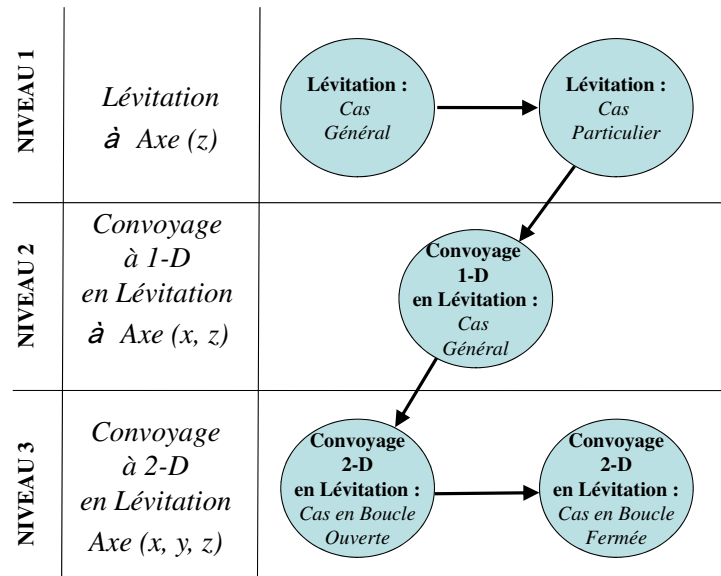 NIVEAU 1
Lévitation
à Axe (z)
Lévitation :
Cas
Général
Lévitation :
Cas
Particulier
NIVEAU 2
Convoyage
à 1-D
en Lévitation
à Axe (x, z)
Convoyage
1-D
en Lévitation :
Cas
Général
NIVEAU 3
Convoyage
à 2-D
en Lévitation
Axe (x, y, z)
Convoyage
2-D
en Lévitation :
Cas en Boucle
Ouverte
Convoyage
2-D
en Lévitation :
Cas en Boucle
Fermée